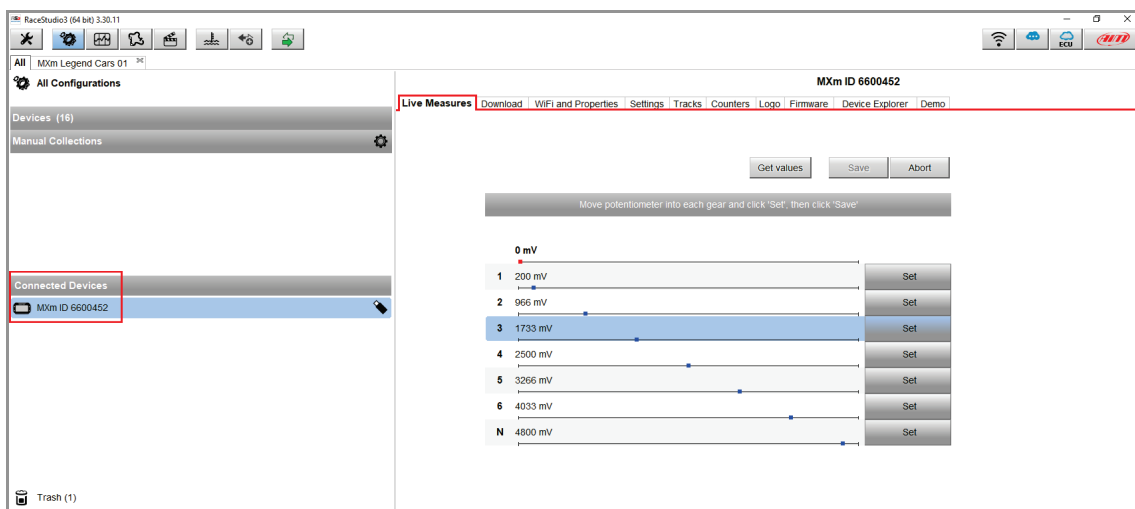 RaceStudio3 (64 bit) 3.30.11
ECU
AiM
All MXm Legend Cars 01
All Configurations
MXm ID 6600452
Live Measures Download WiFi and Properties Settings Tracks Counters Logo Firmware Device Explorer Demo
Devices (16)
Manual Collections
Get values Save Abort
Move potentiometer into each gear and click 'Set', then click 'Save'
0 mV
Connected Devices
1 200 mV Set
MXm ID 6600452
2 966 mV Set
3 1733 mV Set
4 2500 mV Set
5 3266 mV Set
6 4033 mV Set
N 4800 mV Set
Trash (1)